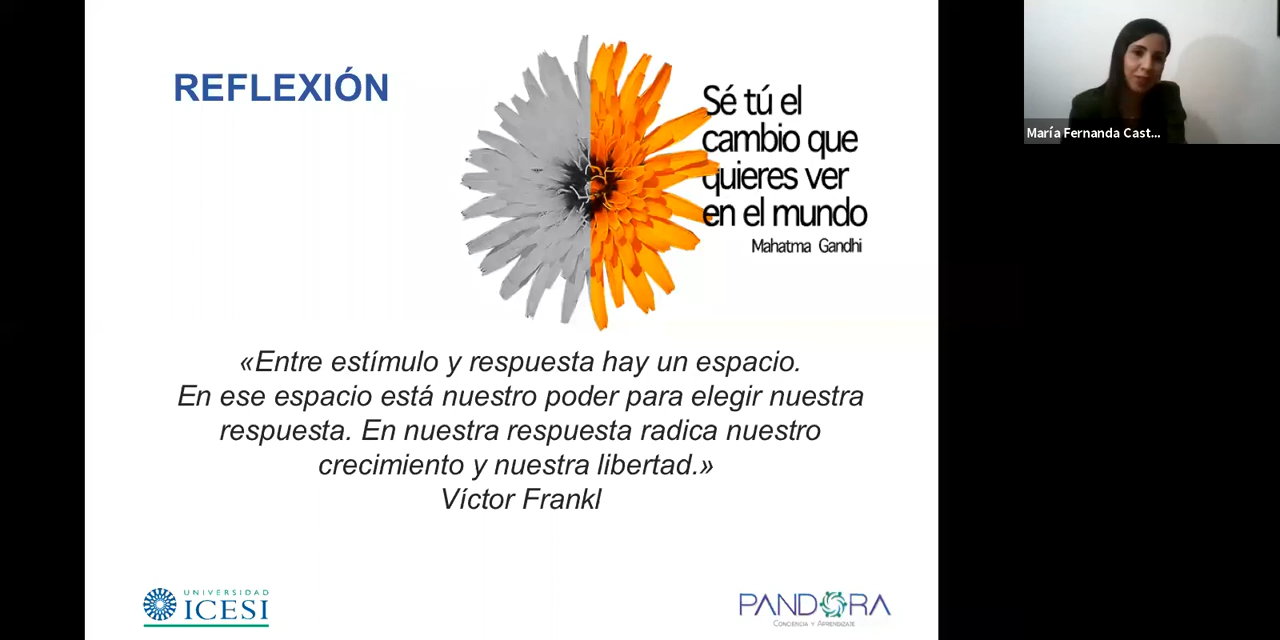 REFLEXIÓN
Sé tú el
cambio que
quieres ver
en el mundo
Mahatma Gandhi
María Fernanda Cast...
«Entre estímulo y respuesta hay un espacio.
En ese espacio está nuestro poder para elegir nuestra
respuesta. En nuestra respuesta radica nuestro
crecimiento y nuestra libertad.»
Víctor Frankl
UNIVERSIDAD
ICESI
PANDORA
CONCIENCIA Y APRENDIZAJE